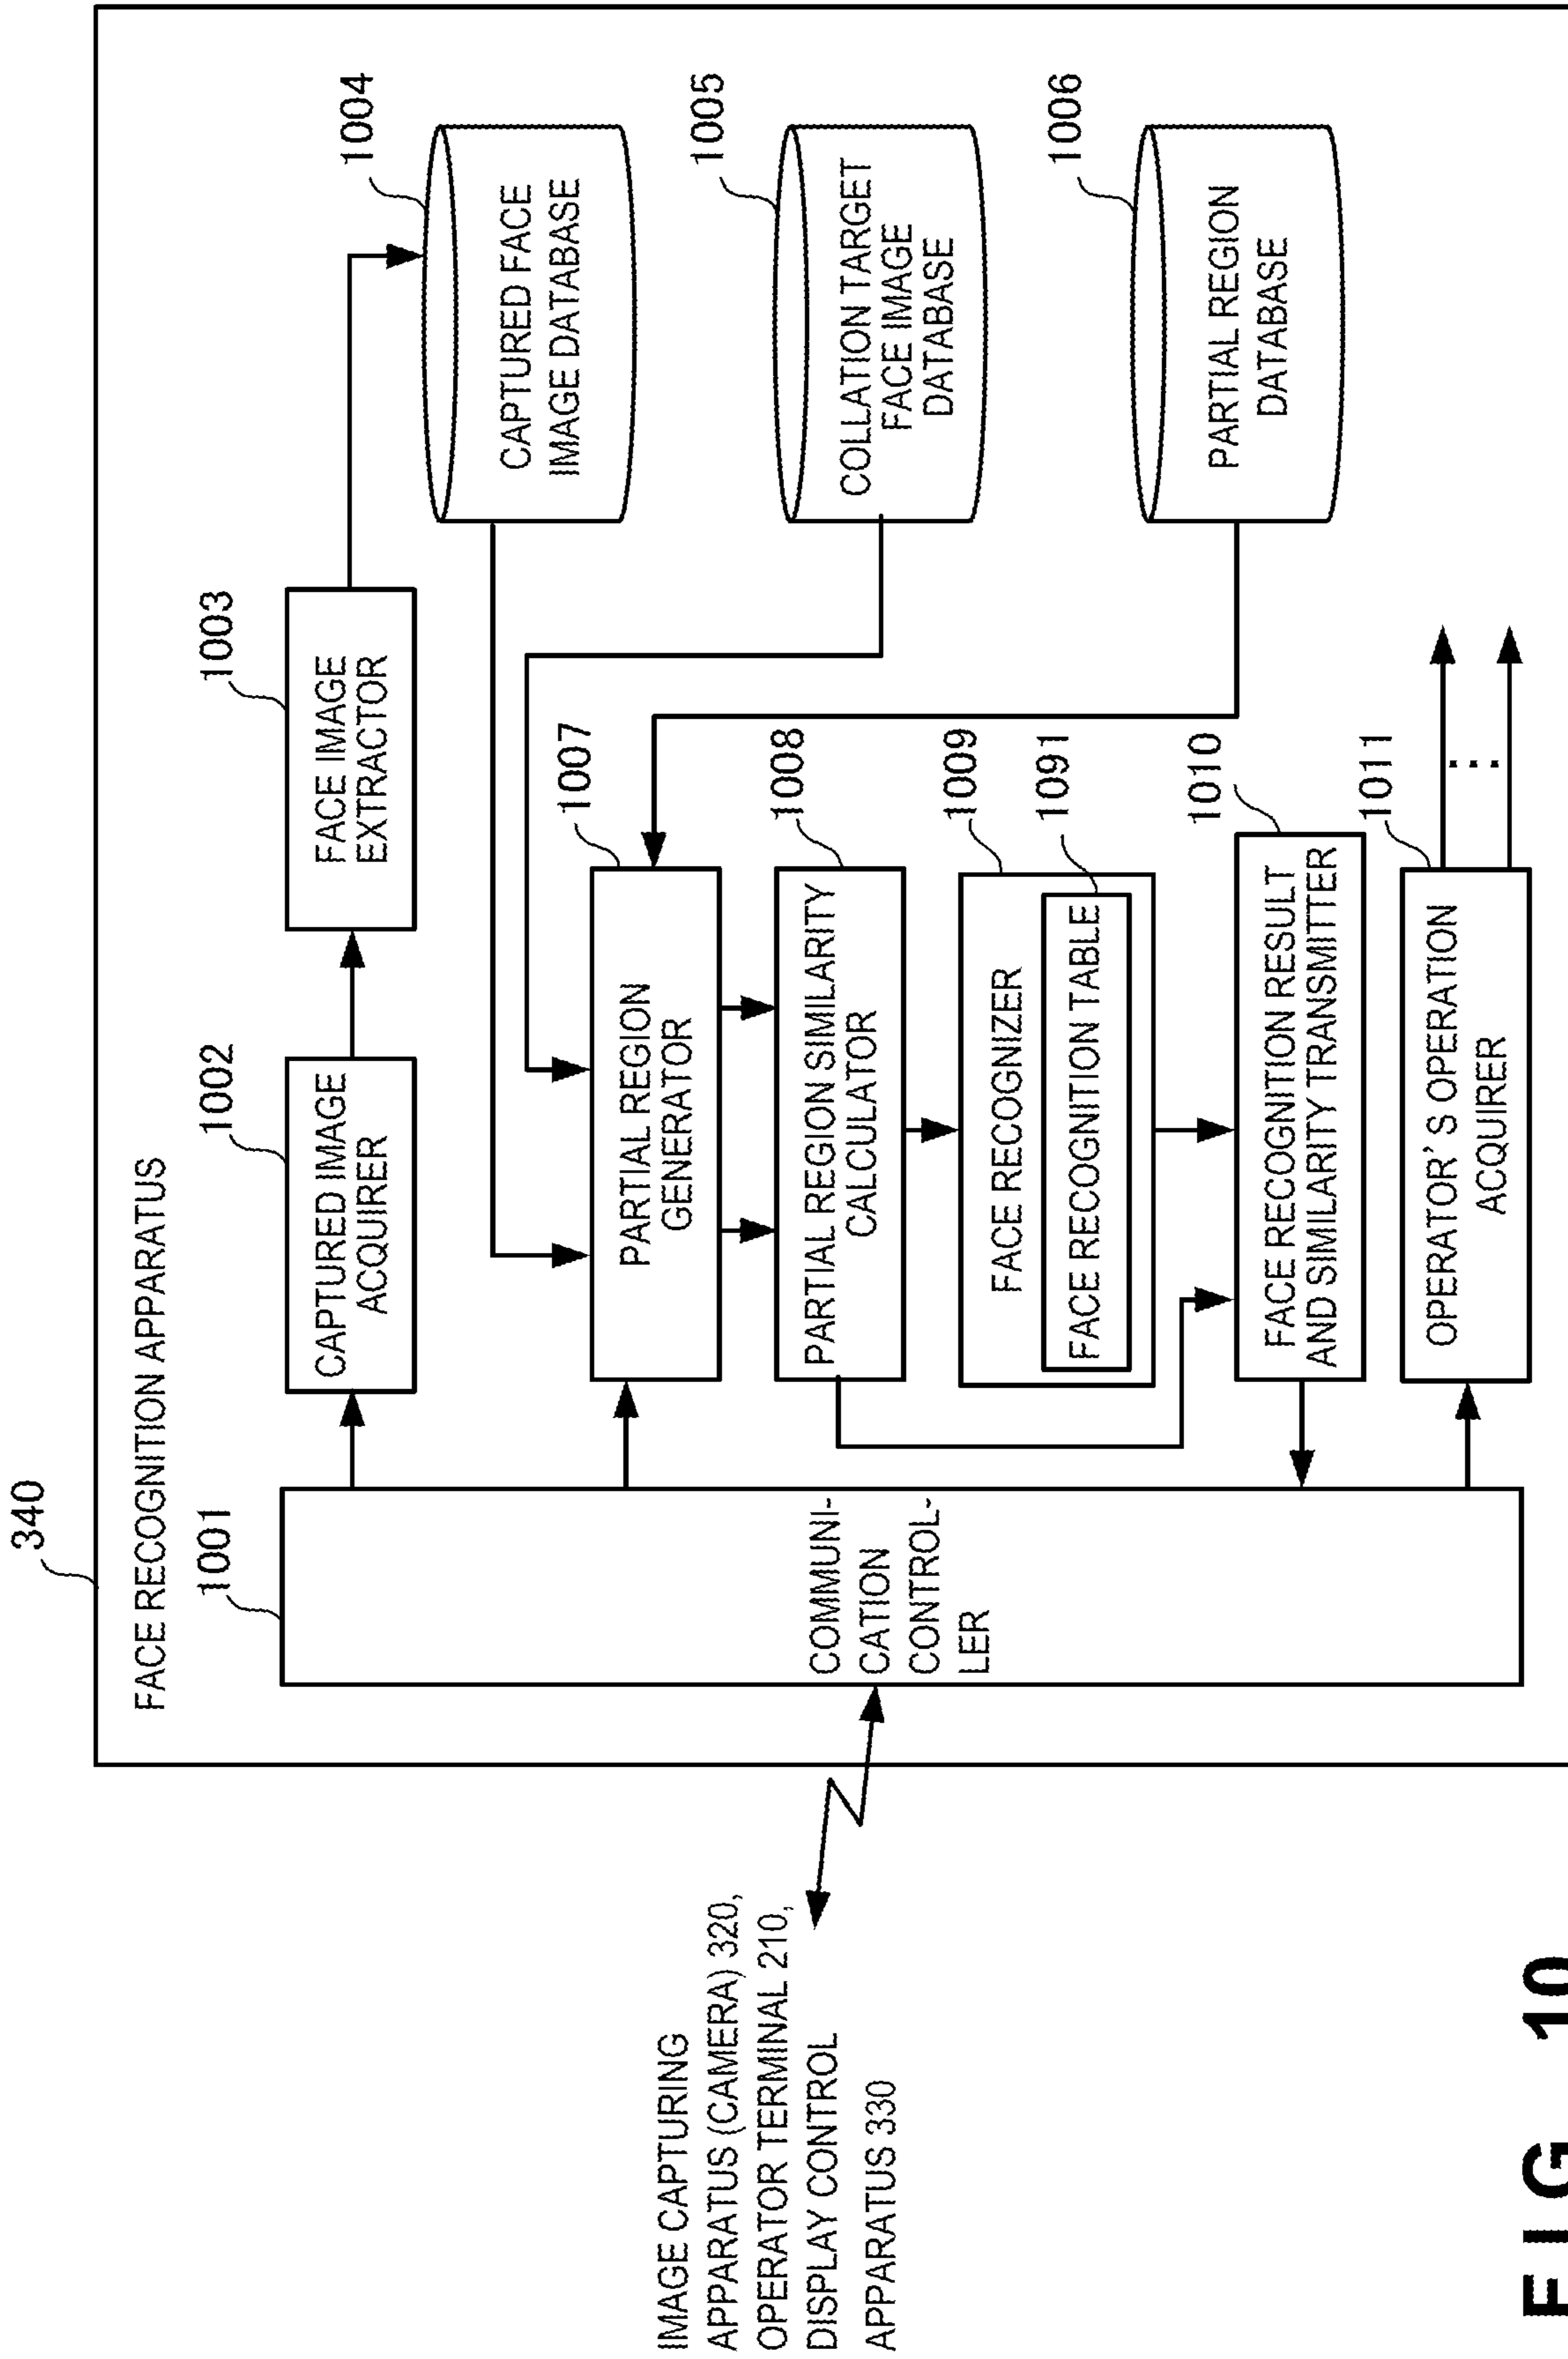 340
FACE RECOGNITION APPARATUS
1001
COMMUNI-
CATION
CONTROL-
LER
IMAGE CAPTURING
APPARATUS (CAMERA) 320,
OPERATOR TERMINAL 210,
DISPLAY CONTROL
APPARATUS 330
1002
CAPTURED IMAGE
ACQUIRER
1003
FACE IMAGE
EXTRACTOR
1004
CAPTURED FACE
IMAGE DATABASE
1005
COLLATION TARGET
FACE IMAGE
DATABASE
1006
PARTIAL REGION
DATABASE
1007
PARTIAL REGION
GENERATOR
1008
PARTIAL REGION SIMILARITY
CALCULATOR
1009
FACE RECOGNIZER
1091
FACE RECOGNITION TABLE
1010
FACE RECOGNITION RESULT
AND SIMILARITY TRANSMITTER
1011
OPERATOR'S OPERATION
ACQUIRER
...
FIG. 10